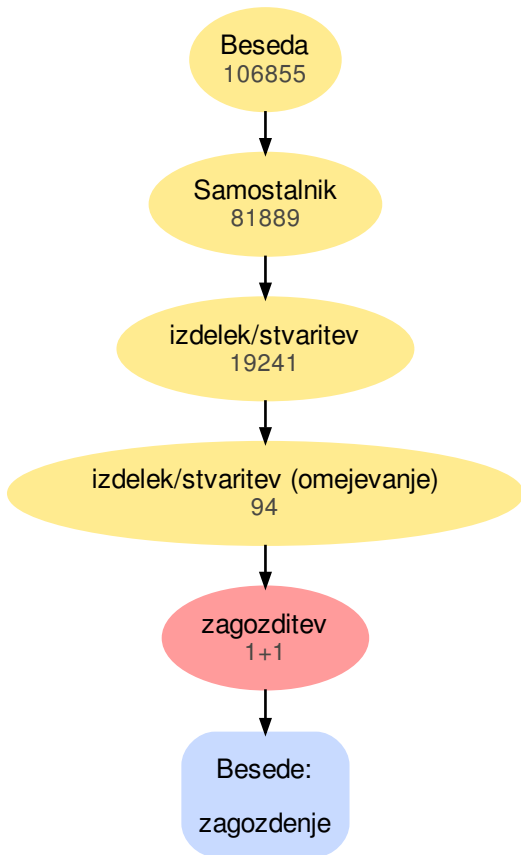 Beseda
106855
Samostalnik
81889
izdelek/stvaritev
19241
izdelek/stvaritev (omejevanje)
94
zagozditev
1+1
Besede:
zagozdenje